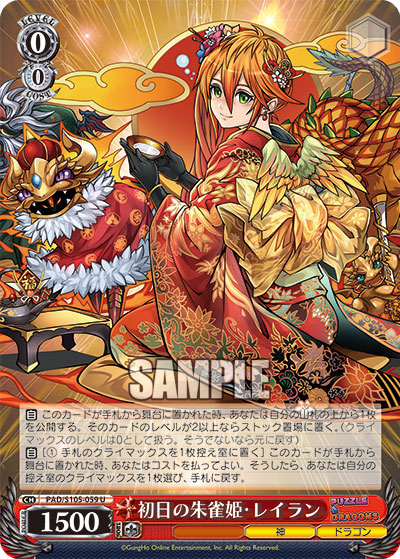 LEVEL
0
0
COST
福
SAMPLE
自 このカードが手札から舞台に置かれた時、あなたは自分の山札の上から1枚
を公開する。そのカードのレベルが2以上ならストック置場に置く。(クライ
マックスのレベルは0として扱う。そうでないなら元に戻す)
自 [① 手札のクライマックスを1枚控え室に置く] このカードが手札から舞台
に置かれた時、あなたはコストを払ってよい。そうしたら、あなたは自分の控
え室のクライマックスを1枚選び、手札に戻す。
CH PAD/S105-059 U
1500
初日の朱雀姫・レイラン
PUZZLE & DRAGONS
神
ドラゴン
©GungHo Online Entertainment, Inc. All Rights Reserved.